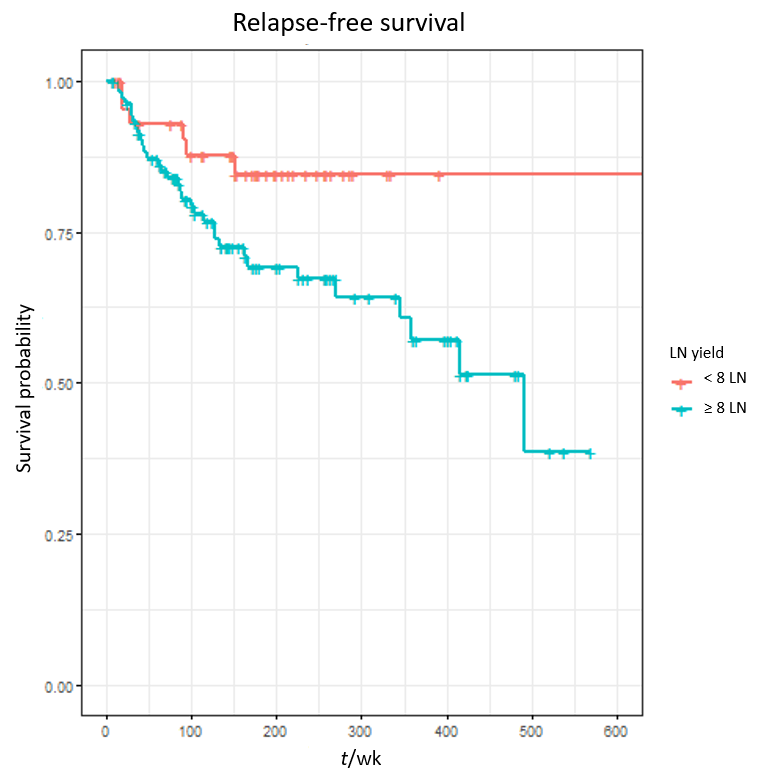 Relapse-free survival
1.00
0.75
0.50
0.25
0.00
Survival probability
0
100
200
300
400
500
600
t/wk
LN yield
< 8 LN
≥ 8 LN